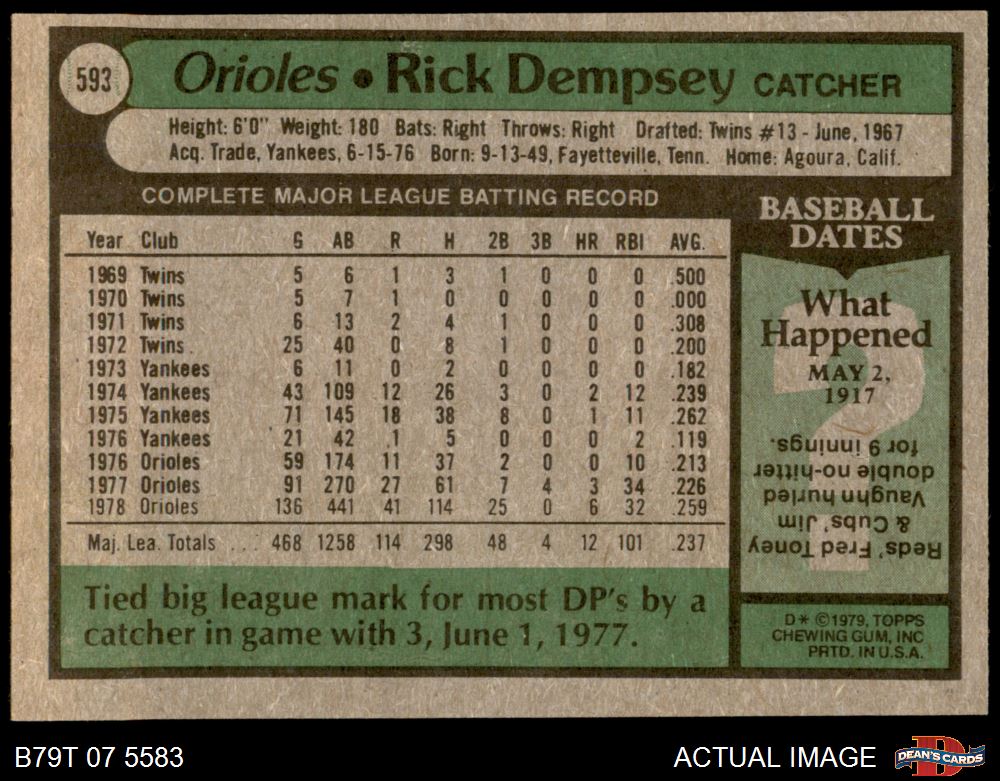 593
Orioles • Rick Dempsey CATCHER
Height: 6'0" Weight: 180 Bats: Right Throws: Right Drafted: Twins #13 - June, 1967
Acq. Trade, Yankees, 6-15-76 Born: 9-13-49, Fayetteville, Tenn. Home: Agoura, Calif.
COMPLETE MAJOR LEAGUE BATTING RECORD
Year Club G AB R H 2B 3B HR RBI AVG.
1969 Twins 5 6 1 3 1 0 0 0 .500
1970 Twins 5 7 1 0 0 0 0 0 .000
1971 Twins 6 13 2 4 1 0 0 0 .308
1972 Twins 25 40 0 8 1 0 0 0 .200
1973 Yankees 6 11 0 2 0 0 0 0 .182
1974 Yankees 43 109 12 26 3 0 2 12 .239
1975 Yankees 71 145 18 38 8 0 1 11 .262
1976 Yankees 21 42 1 5 0 0 0 2 .119
1976 Orioles 59 174 11 37 2 0 0 10 .213
1977 Orioles 91 270 27 61 7 4 3 34 .226
1978 Orioles 136 441 41 114 25 0 6 32 .259
Maj. Lea. Totals ... 468 1258 114 298 48 4 12 101 .237
Tied big league mark for most DP's by a
catcher in game with 3, June 1, 1977.
BASEBALL
DATES
What
Happened
MAY 2,
1917
Reds' Fred Toney
& Cubs' Jim
Vaughn hurled
double no-hitter
for 9 innings.
D* ©1979, TOPPS
CHEWING GUM, INC
PRTD. IN U.S.A.
B79T 07 5583
ACTUAL IMAGE
D
DEAN'S CARDS